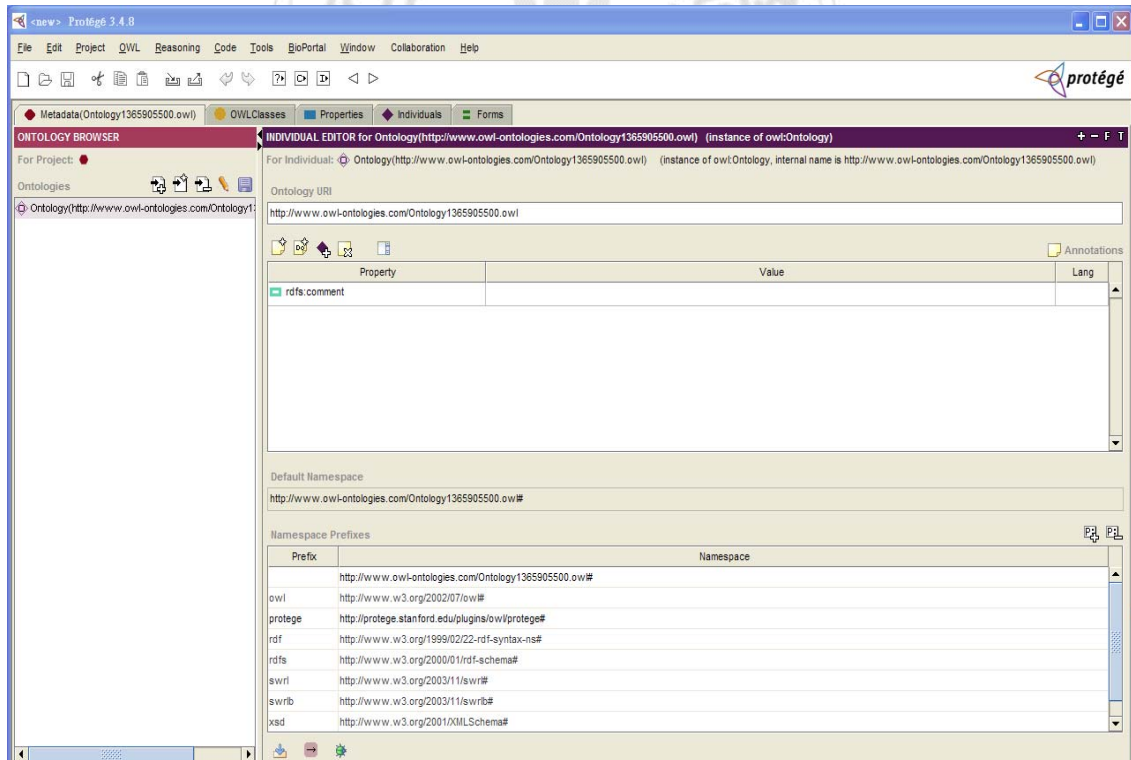 <new> Protégé 3.4.8
File Edit Project OWL Reasoning Code Tools BioPortal Window Collaboration Help
protégé
Metadata(Ontology1365905500.owl) OWLClasses Properties Individuals Forms
ONTOLOGY BROWSER
For Project:
Ontologies
Ontology(http://www.owl-ontologies.com/Ontology1
INDIVIDUAL EDITOR for Ontology(http://www.owl-ontologies.com/Ontology1365905500.owl) (instance of owl:Ontology) + - F T
For Individual: Ontology(http://www.owl-ontologies.com/Ontology1365905500.owl) (instance of owl:Ontology, internal name is http://www.owl-ontologies.com/Ontology1365905500.owl)
Ontology URI
http://www.owl-ontologies.com/Ontology1365905500.owl
Annotations
Property Value Lang
rdfs:comment
Default Namespace
http://www.owl-ontologies.com/Ontology1365905500.owl#
Namespace Prefixes
Prefix Namespace
http://www.owl-ontologies.com/Ontology1365905500.owl#
owl http://www.w3.org/2002/07/owl#
protege http://protege.stanford.edu/plugins/owl/protege#
rdf http://www.w3.org/1999/02/22-rdf-syntax-ns#
rdfs http://www.w3.org/2000/01/rdf-schema#
swrl http://www.w3.org/2003/11/swrl#
swrlb http://www.w3.org/2003/11/swrlb#
xsd http://www.w3.org/2001/XMLSchema#